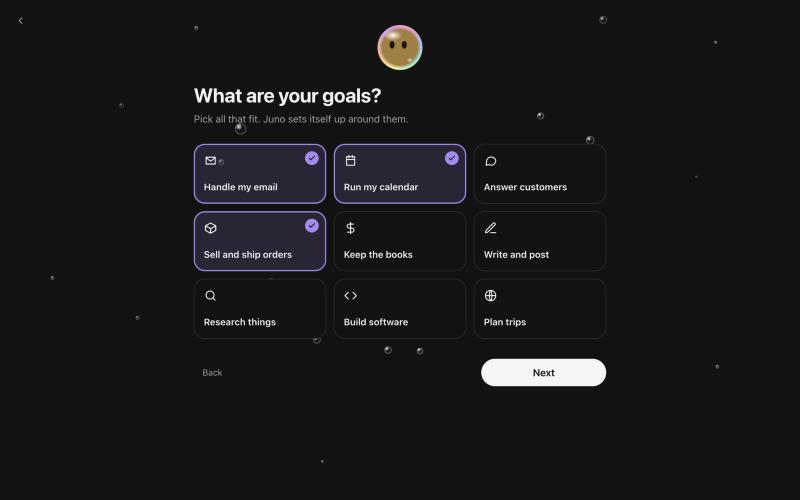 What are your goals?
Pick all that fit. Juno sets itself up around them.
Handle my email
Run my calendar
Answer customers
Sell and ship orders
Keep the books
Write and post
Research things
Build software
Plan trips
Back
Next